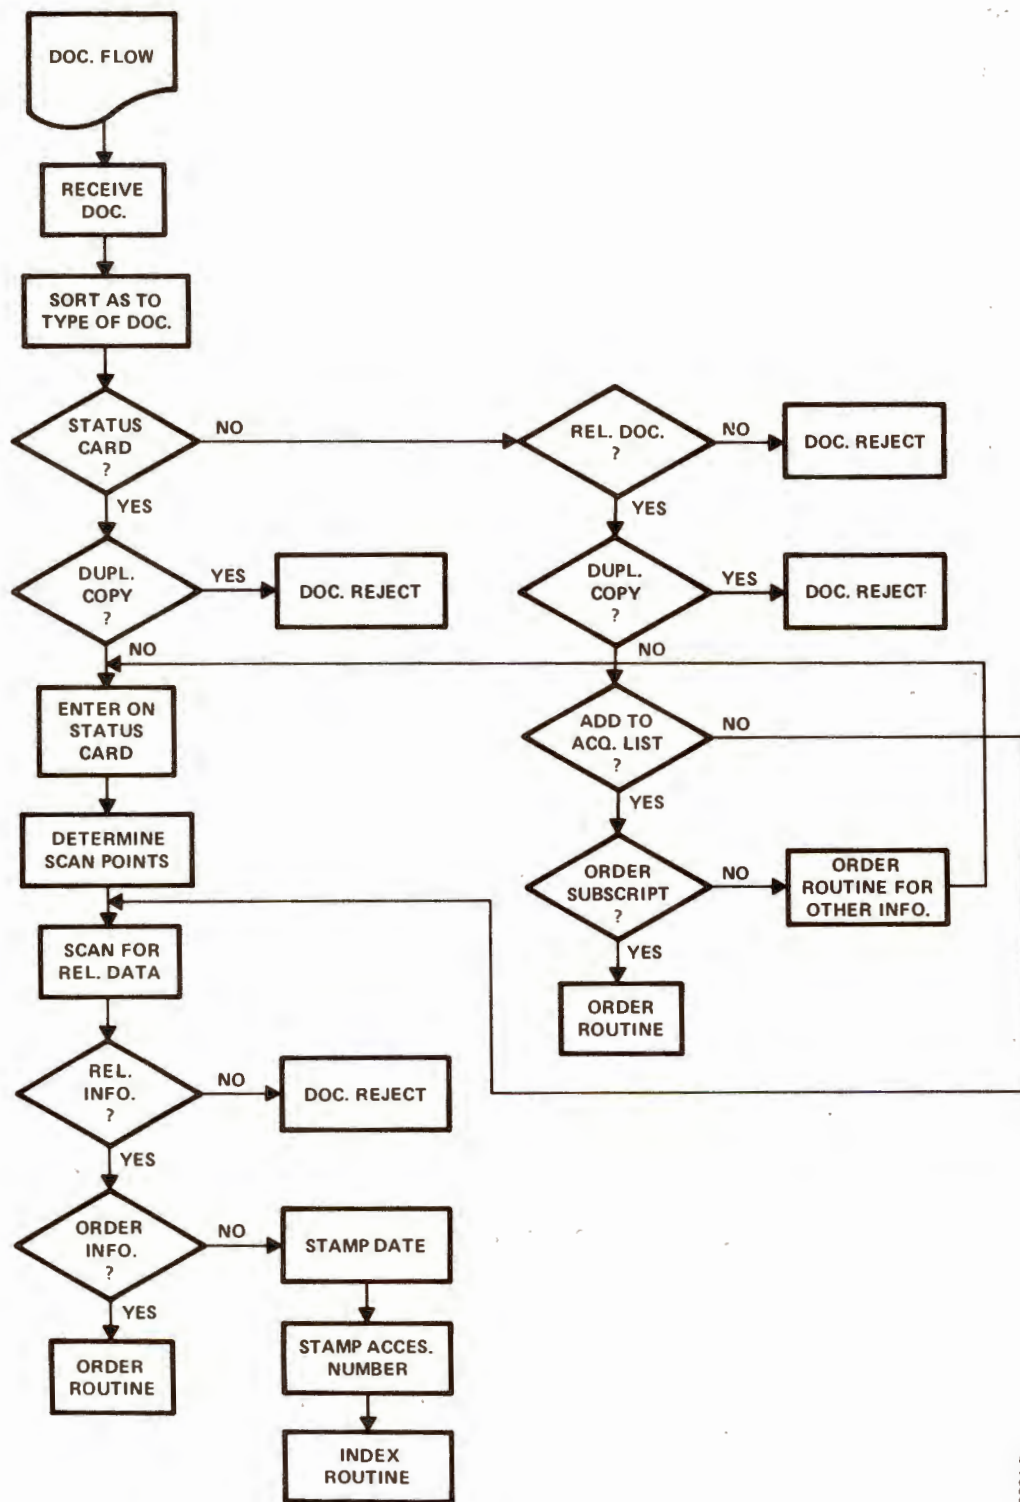 DOC. FLOW
RECEIVE
DOC.
SORT AS TO
TYPE OF DOC.
STATUS
CARD
?
NO
YES
REL. DOC.
?
NO
YES
DOC. REJECT
DUPL.
COPY
?
YES
NO
DOC. REJECT
DUPL.
COPY
?
YES
NO
DOC. REJECT
ENTER ON
STATUS
CARD
ADD TO
ACQ. LIST
?
NO
YES
DETERMINE
SCAN POINTS
ORDER
SUBSCRIPT
?
NO
YES
ORDER
ROUTINE FOR
OTHER INFO.
SCAN FOR
REL. DATA
ORDER
ROUTINE
REL.
INFO.
?
NO
YES
DOC. REJECT
ORDER
INFO.
?
NO
YES
STAMP DATE
STAMP ACCES.
NUMBER
ORDER
ROUTINE
INDEX
ROUTINE